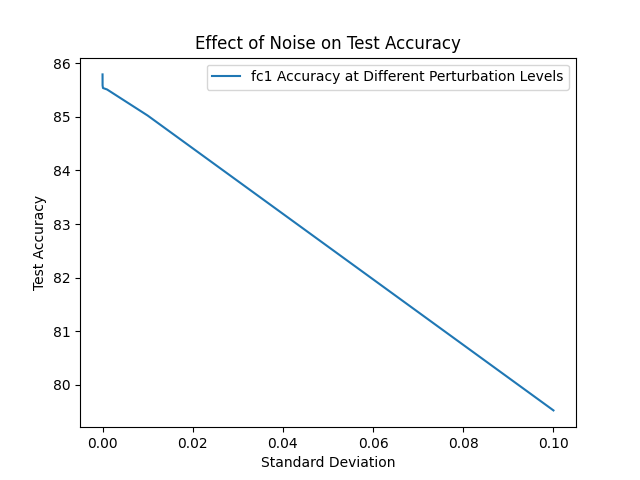 Effect of Noise on Test Accuracy
fc1 Accuracy at Different Perturbation Levels
Test Accuracy
86
85
84
83
82
81
80
0.00 0.02 0.04 0.06 0.08 0.10
Standard Deviation